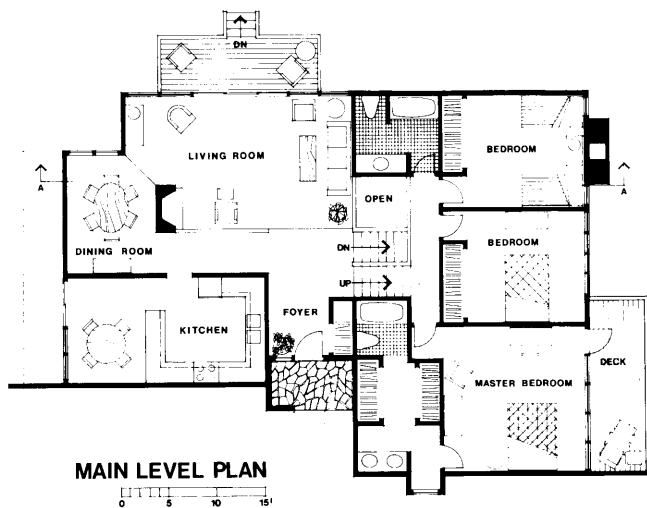 DN
LIVING ROOM
BEDROOM
A
A
OPEN
DINING ROOM
DN
BEDROOM
UP
FOYER
KITCHEN
DECK
MASTER BEDROOM
MAIN LEVEL PLAN
0 5 10 15'